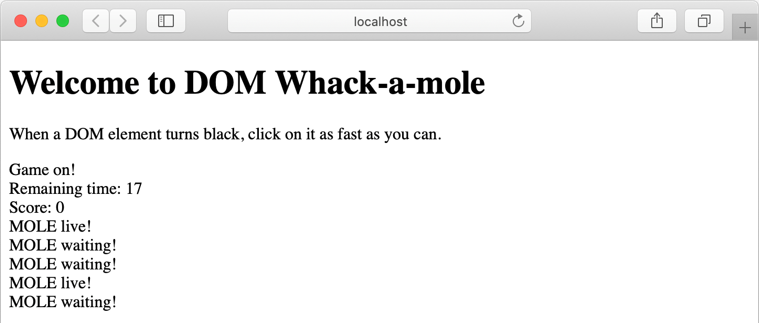 localhost
Welcome to DOM Whack-a-mole
When a DOM element turns black, click on it as fast as you can.
Game on!
Remaining time: 17
Score: 0
MOLE live!
MOLE waiting!
MOLE waiting!
MOLE live!
MOLE waiting!